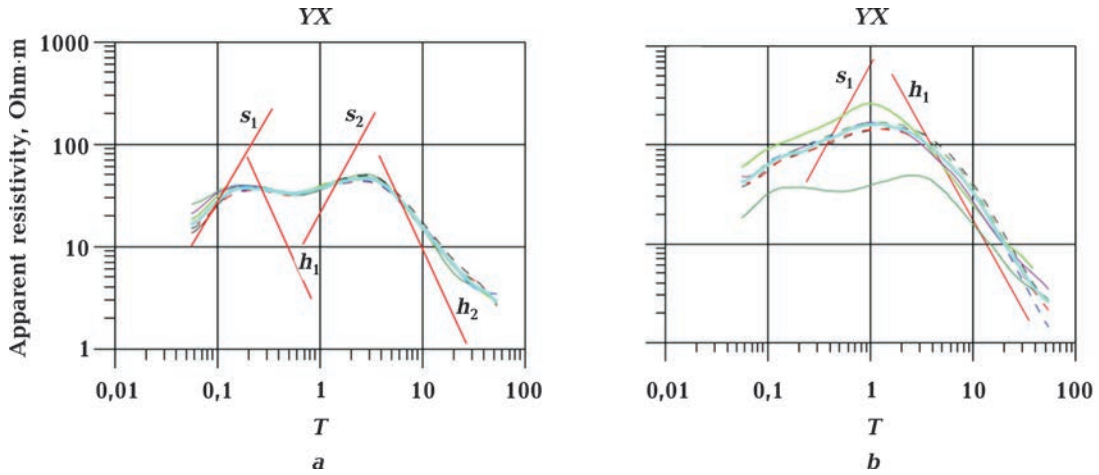 YX
YX
Apparent resistivity, Ohm·m
1000
100
10
1
s1
s2
h1
h2
s1
h1
0,01 0,1 1 10 100
0,01 0,1 1 10 100
T
T
a
b